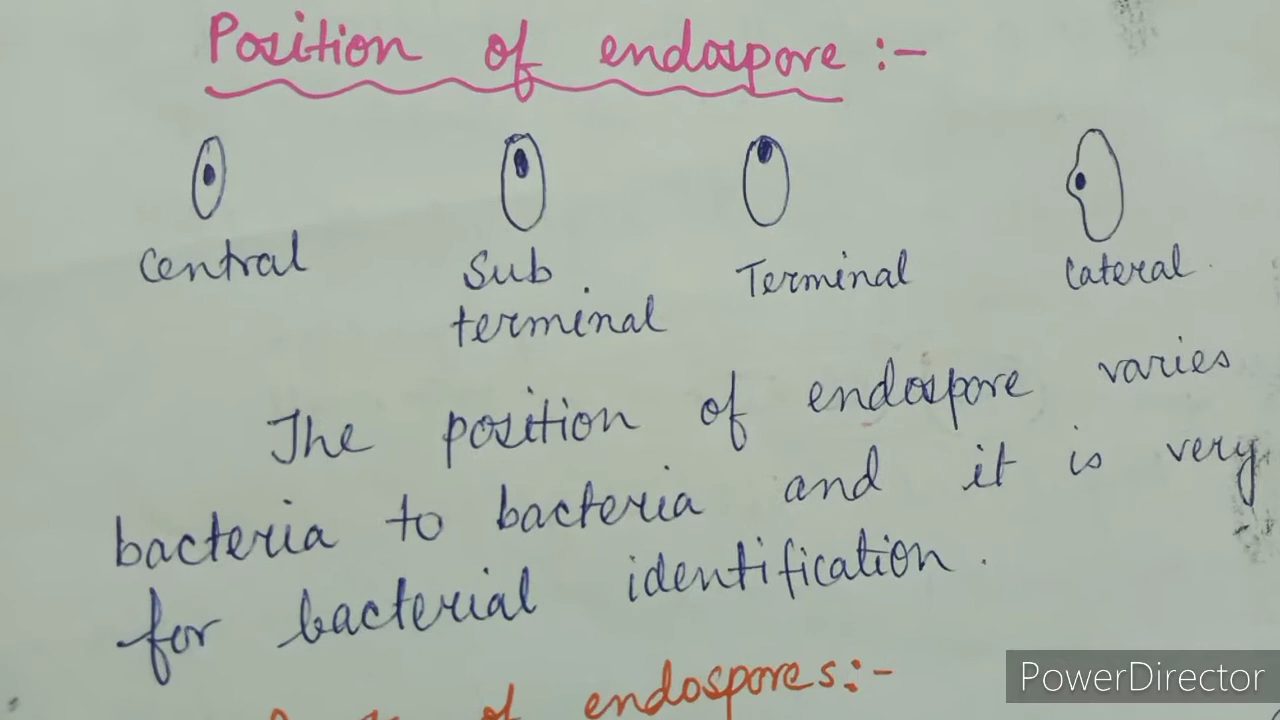 Position of endospore :-
Central Sub terminal Terminal Lateral
The position of endospore varies
bacteria to bacteria and it is very
for bacterial identification.
of endospores:-
PowerDirector